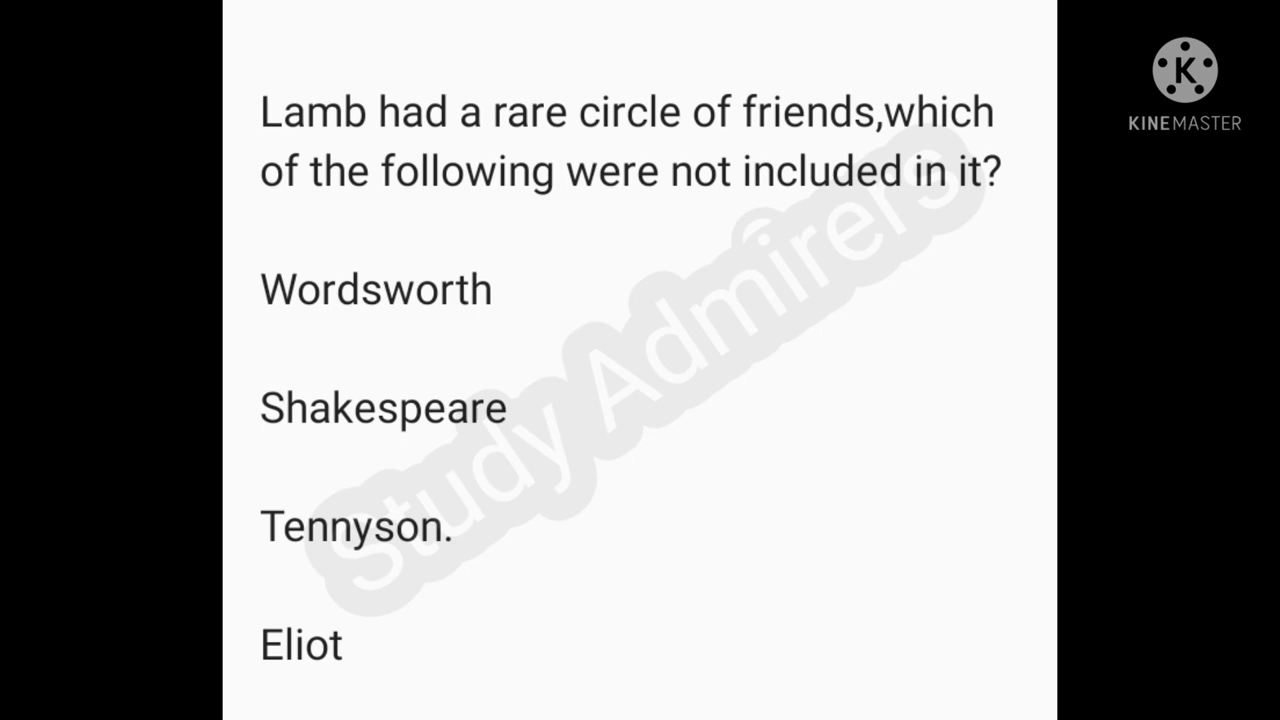 Lamb had a rare circle of friends,which
of the following were not included in it?
Wordsworth
Shakespeare
Tennyson.
Eliot
Study Admirers
K
KINEMASTER